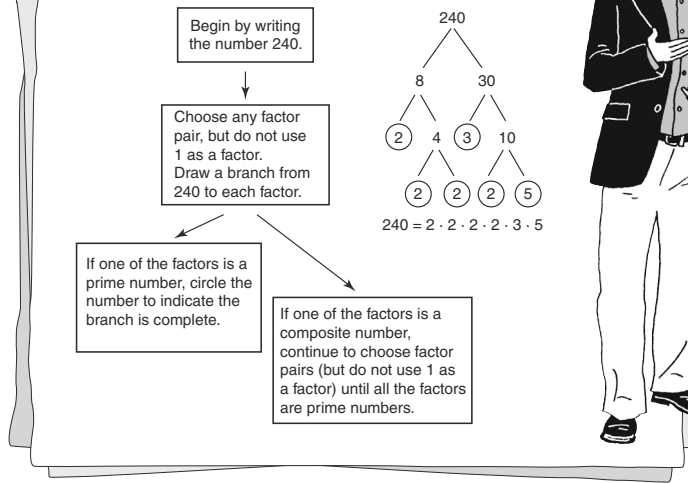 Begin by writing
the number 240.
Choose any factor
pair, but do not use
1 as a factor.
Draw a branch from
240 to each factor.
If one of the factors is a
prime number, circle the
number to indicate the
branch is complete.
If one of the factors is a
composite number,
continue to choose factor
pairs (but do not use 1 as
a factor) until all the factors
are prime numbers.
240
8 30
2 4 3 10
2 2 2 5
240 = 2 · 2 · 2 · 2 · 3 · 5